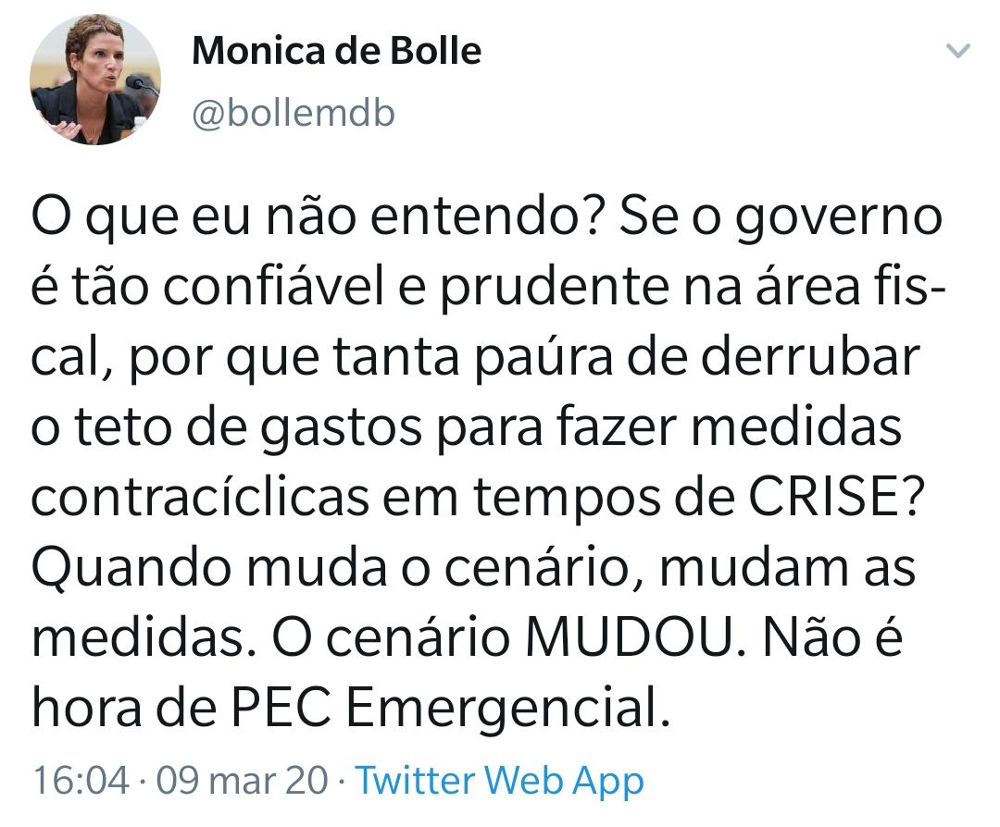 Monica de Bolle
@bollemdb
O que eu não entendo? Se o governo
é tão confiável e prudente na área fis-
cal, por que tanta paúra de derrubar
o teto de gastos para fazer medidas
contracíclicas em tempos de CRISE?
Quando muda o cenário, mudam as
medidas. O cenário MUDOU. Não é
hora de PEC Emergencial.
16:04 · 09 mar 20 · Twitter Web App